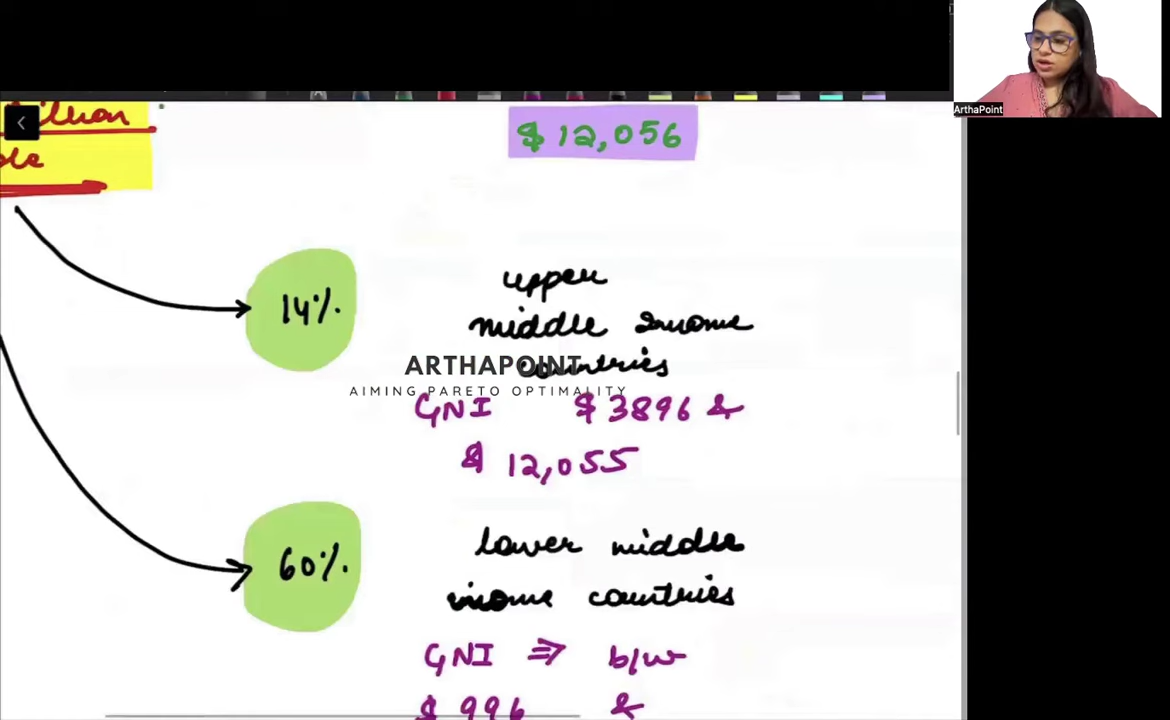 ArthaPoint
$ 12,056
14%.
upper
middle Income
countries
ARTHAPOINT
AIMING PARETO OPTIMALITY
GNI $ 3896 &
$ 12,055
60%.
lower middle
income countries
GNI ⇒ b/w
$ 996 &